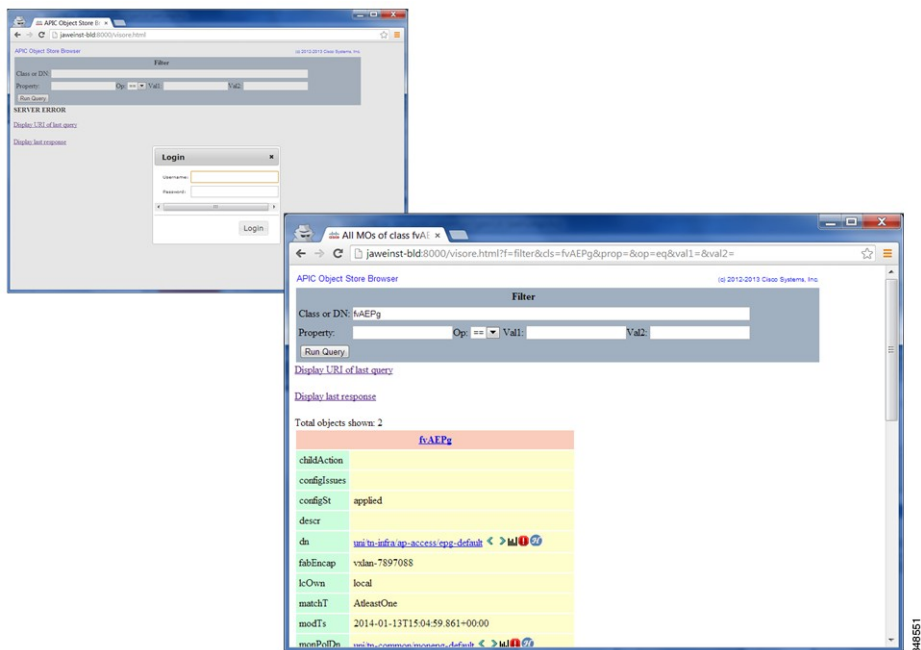 APIC Object Store Br
jaweinst-bld:8000/visore.html
APIC Object Store Browser
(c) 2012-2013 Cisco Systems, Inc.
Filter
Class or DN:
Property: Op: == Val1: Val2:
Run Query
SERVER ERROR
Display URI of last query
Display last response
Login
Username:
Password:
Login
All MOs of class fvAE
jaweinst-bld:8000/visore.html?f=filter&cls=fvAEPg&prop=&op=eq&val1=&val2=
APIC Object Store Browser
(c) 2012-2013 Cisco Systems, Inc.
Filter
Class or DN: fvAEPg
Property: Op: == Val1: Val2:
Run Query
Display URI of last query
Display last response
Total objects shown: 2
fvAEPg
childAction
configIssues
configSt applied
descr
dn uni/tn-infra/ap-access/epg-default
fabEncap vxlan-7897088
lcOwn local
matchT AtleastOne
modTs 2014-01-13T15:04:59.861+00:00
monPolDn uni/tn-common/monepg-default
348551